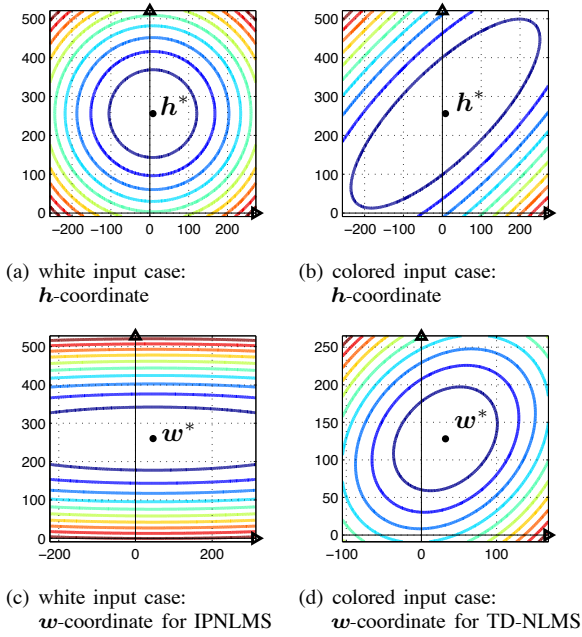 500
400
300
200
100
0
−200 −100 0 100 200
h*
(a) white input case:
h-coordinate
500
400
300
200
100
0
−200 −100 0 100 200
h*
(b) colored input case:
h-coordinate
500
400
300
200
100
0
−200 0 200
w*
(c) white input case:
w-coordinate for IPNLMS
250
200
150
100
50
0
−100 0 100
w*
(d) colored input case:
w-coordinate for TD-NLMS